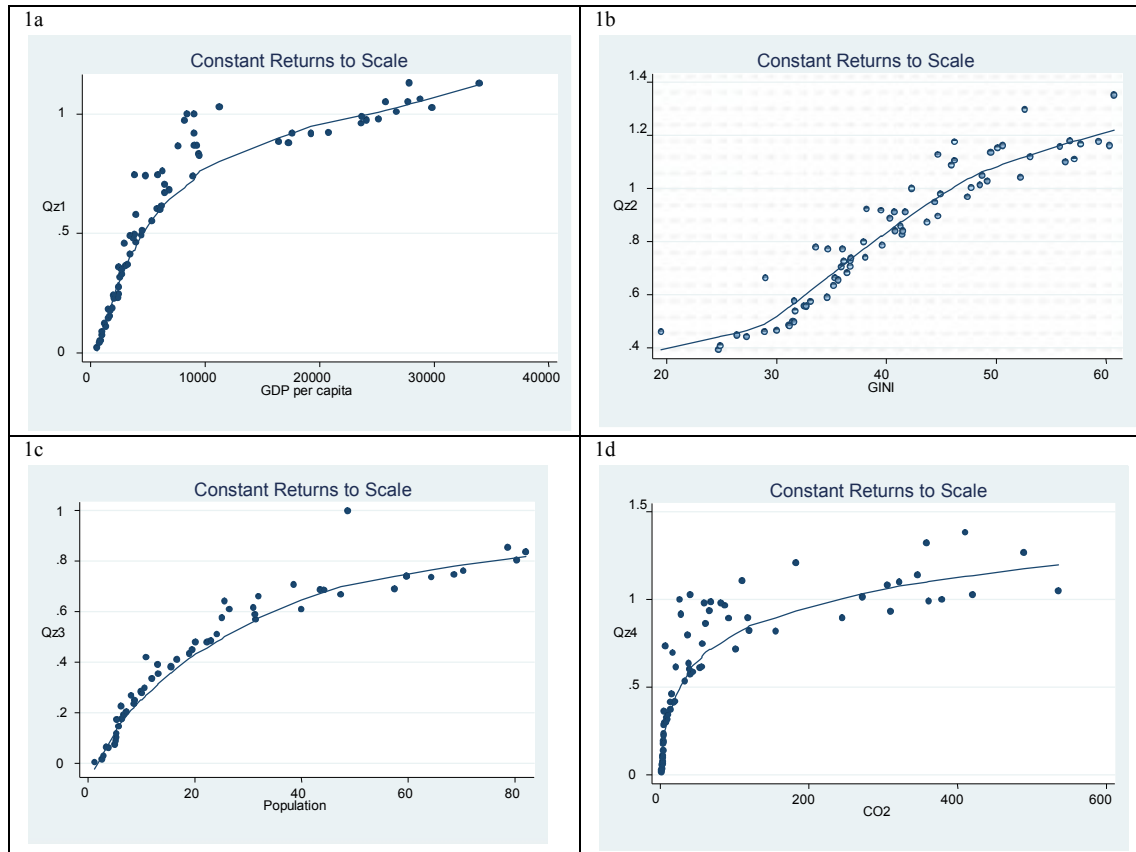 1a
Constant Returns to Scale
1
Qz1
.5
0
0 10000 20000 30000 40000
GDP per capita
1b
Constant Returns to Scale
1.4
1.2
Qz2
1
.8
.6
.4
20 30 40 50 60
GINI
1c
Constant Returns to Scale
1
.8
Qz3
.6
.4
.2
0
0 20 40 60 80
Population
1d
Constant Returns to Scale
1.5
1
Qz4
.5
0
0 200 400 600
CO2